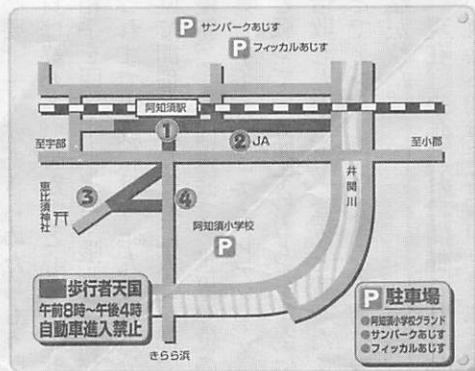 P サンパークあじす
P フィッカルあじす
阿知須駅
① ② JA
至宇部 至小郡
井関川
恵比須神社
③ ④
阿知須小学校
P
歩行者天国
午前8時~午後4時
自動車進入禁止
きらら浜
P 駐車場
●阿知須小学校グランド
●サンパークあじす
●フィッカルあじす